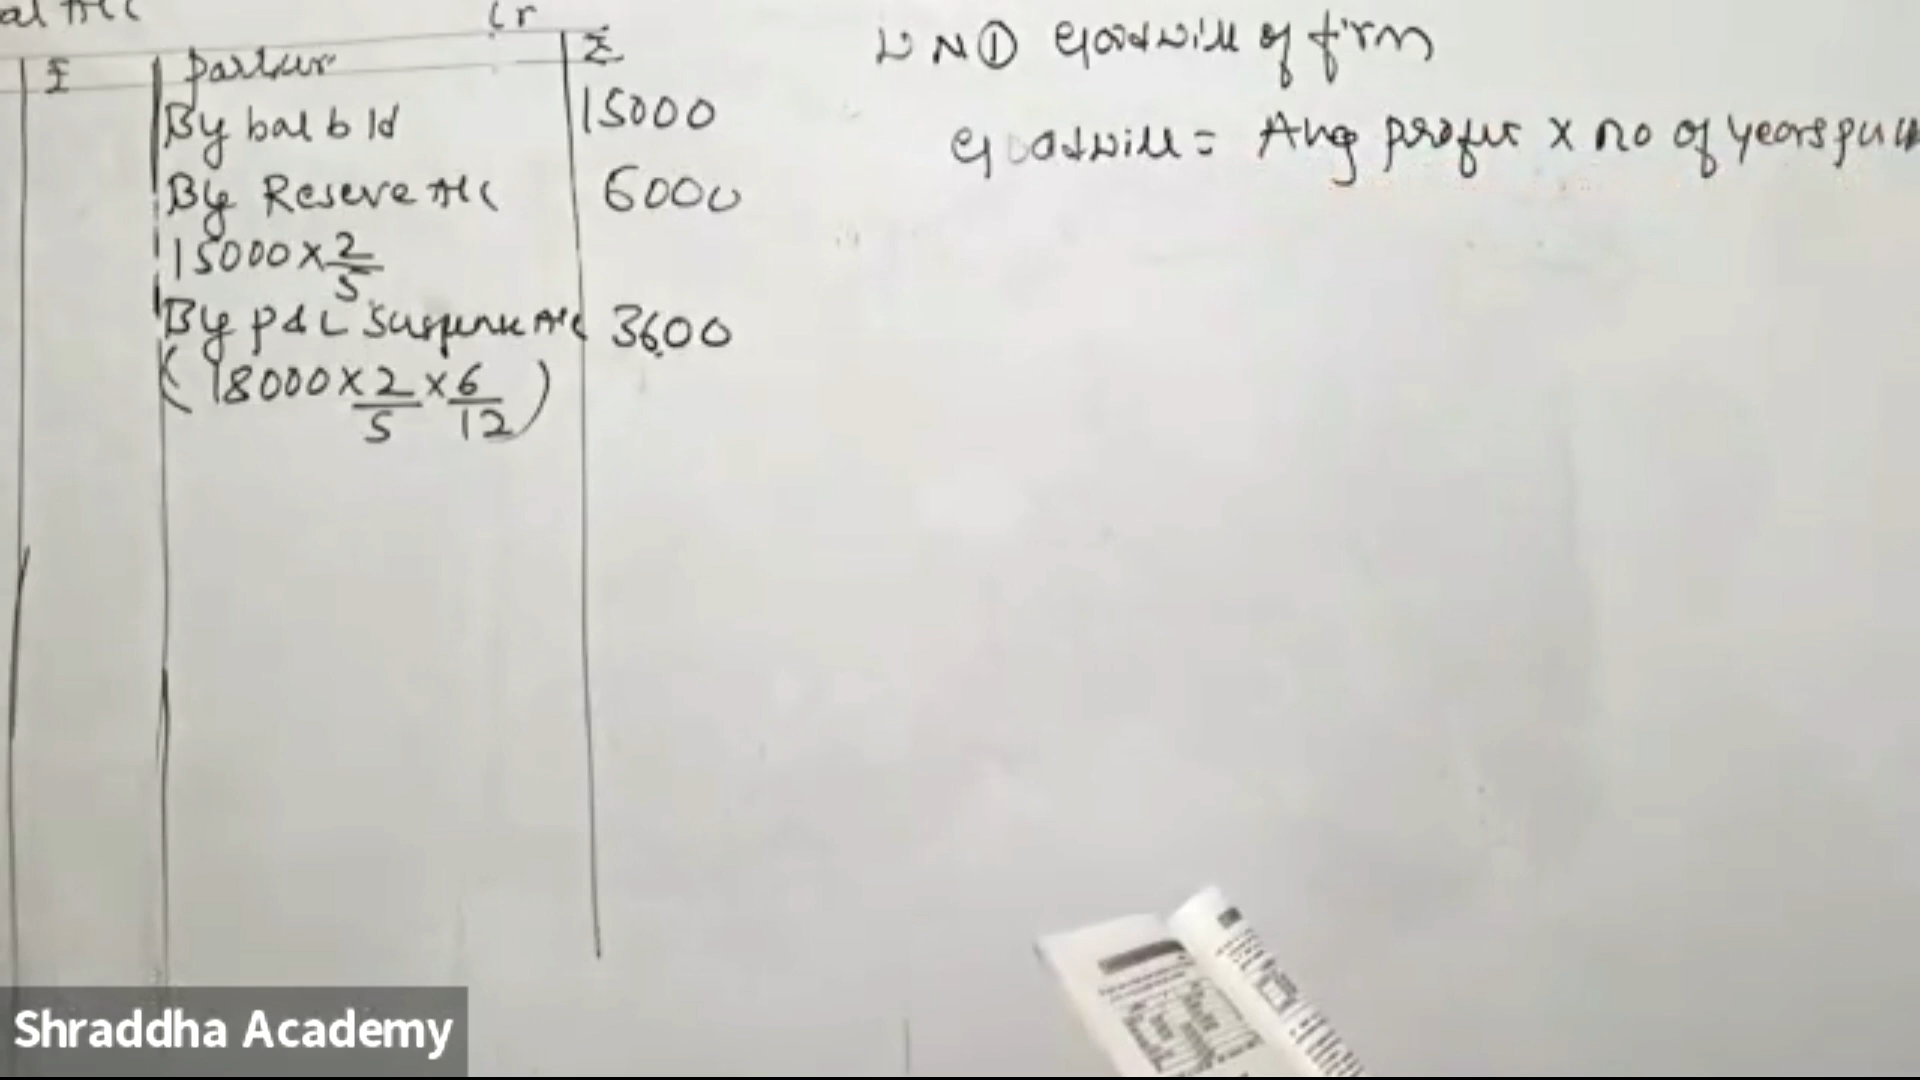 Cr
₹
particular
₹
By bal b/d
15000
By Reserve A/c
6000
15000 × 2/5
By P & L Suspense A/c
3600
(18000 × 2/5 × 6/12)
W N ① Goodwill of firm
Goodwill = Avg profit × no of years
Shraddha Academy